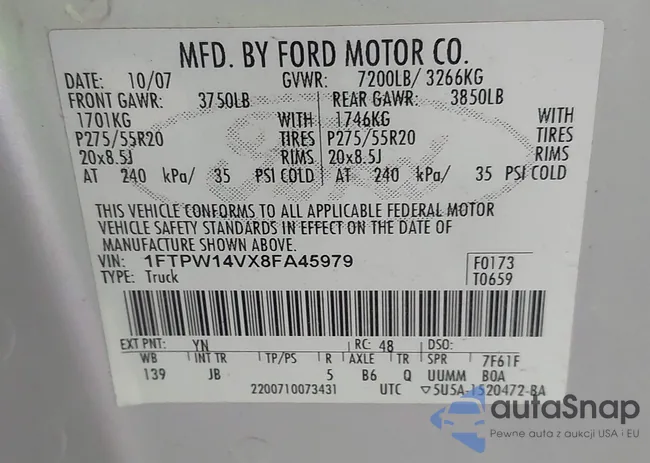 MFD. BY FORD MOTOR CO.
DATE: 10/07 GVWR: 7200LB/ 3266KG
FRONT GAWR: 3750LB REAR GAWR: 3850LB
1701KG WITH 1746KG WITH
P275/55R20 TIRES P275/55R20 TIRES
20x8.5J RIMS 20x8.5J RIMS
AT 240 kPa/ 35 PSI COLD AT 240 kPa/ 35 PSI COLD
Ford
THIS VEHICLE CONFORMS TO ALL APPLICABLE FEDERAL MOTOR
VEHICLE SAFETY STANDARDS IN EFFECT ON THE DATE OF
MANUFACTURE SHOWN ABOVE.
VIN: 1FTPW14VX8FA45979 F0173
TYPE: Truck T0659
EXT PNT: YN RC: 48 DSO:
WB INT TR TP/PS R AXLE TR SPR 7F61F
139 JB 5 B6 Q UUMM B0A
2200710073431 UTC ▽5U5A-1520472-BA
autaSnap
Pewne auta z aukcji USA i EU